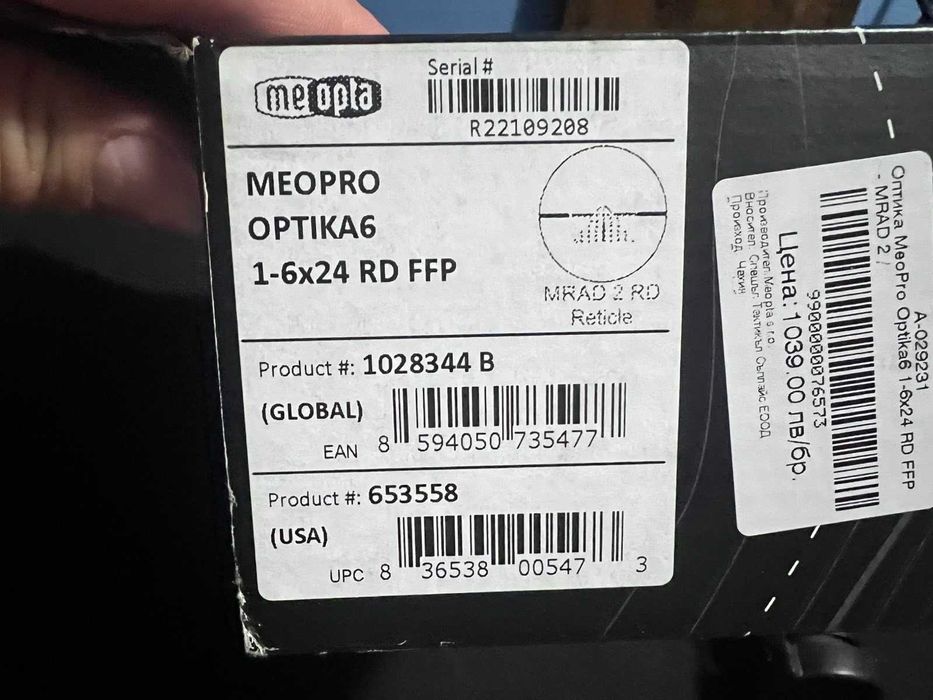 meopta
Serial #
R22109208
MEOPRO
OPTIKA6
1-6x24 RD FFP
MRAD 2 RD
Reticle
Product #: 1028344 B
(GLOBAL)
EAN 8 594050 735477
Product #: 653558
(USA)
UPC 8 36538 00547 3
A-029231
Оптика MeoPro Optika6 1-6x24 RD FFP
- MRAD 2 /
9900000076573
Цена: 1039.00 лв/бр.
Производител: Meopta s.r.o.
Вносител: Спешъл Тактикъл Съплайс ЕООД
Произход: Чехия